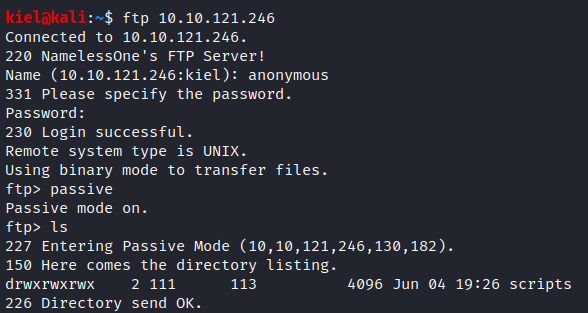 kiel@kali:~$ ftp 10.10.121.246
Connected to 10.10.121.246.
220 NamelessOne's FTP Server!
Name (10.10.121.246:kiel): anonymous
331 Please specify the password.
Password:
230 Login successful.
Remote system type is UNIX.
Using binary mode to transfer files.
ftp> passive
Passive mode on.
ftp> ls
227 Entering Passive Mode (10,10,121,246,130,182).
150 Here comes the directory listing.
drwxrwxrwx    2 111      113          4096 Jun 04 19:26 scripts
226 Directory send OK.